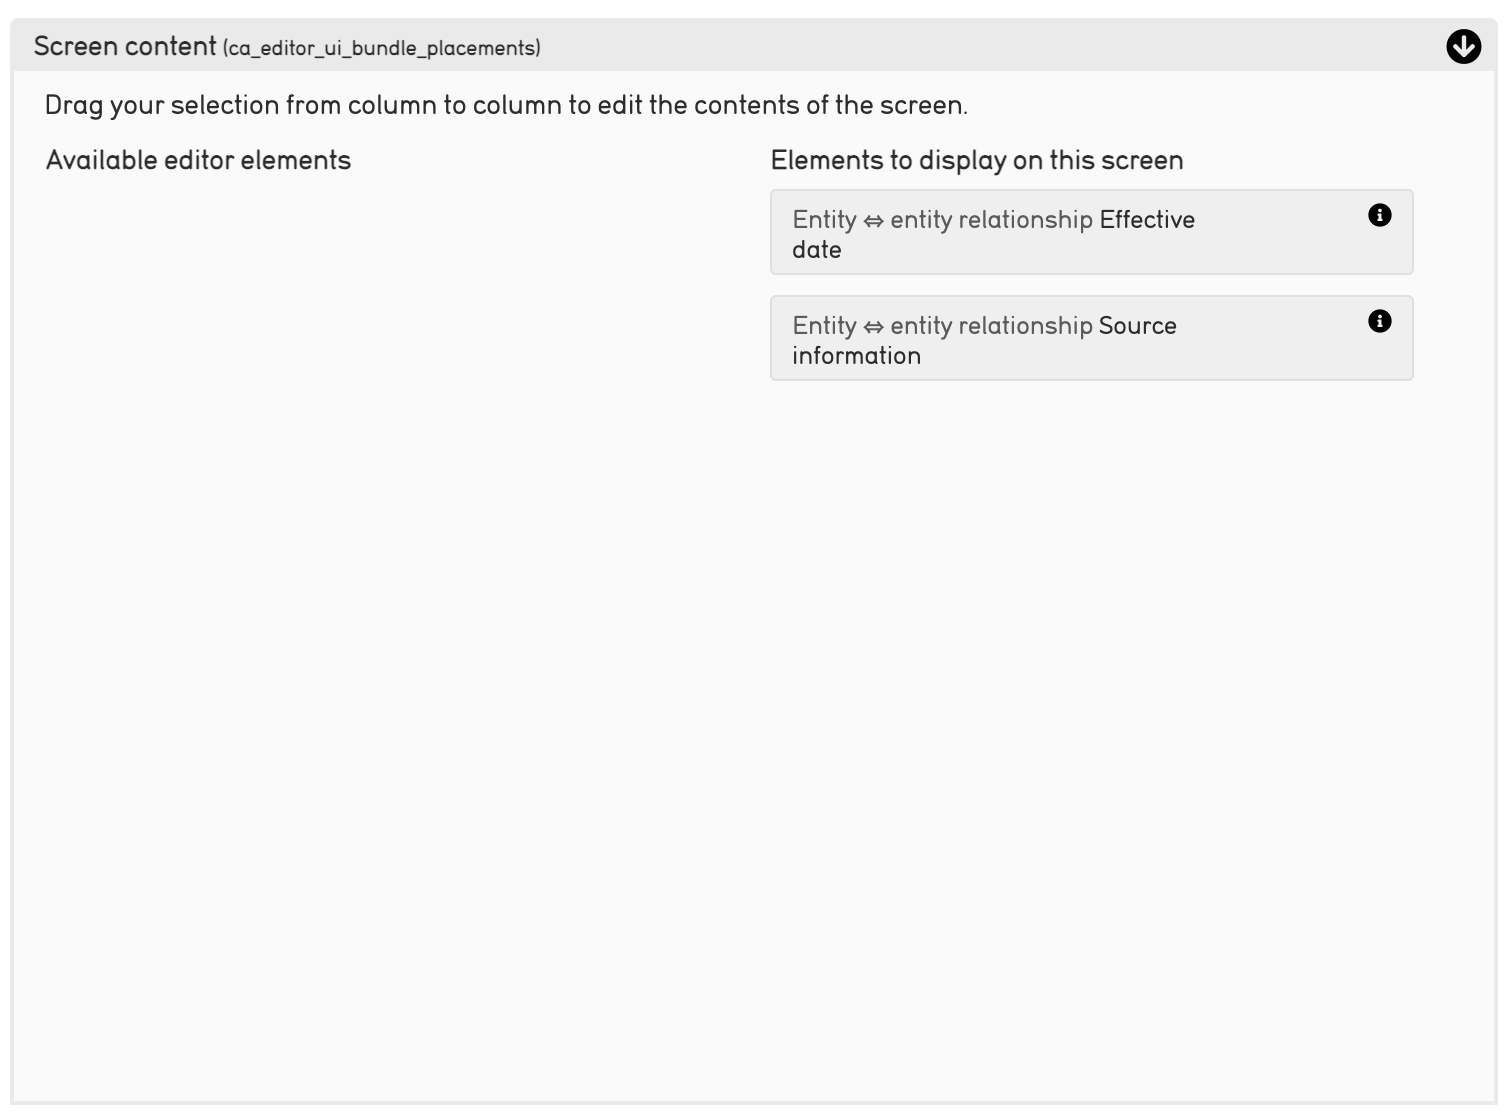 Screen content (ca_editor_ui_bundle_placements)
Drag your selection from column to column to edit the contents of the screen.
Available editor elements
Elements to display on this screen
Entity ⇔ entity relationship Effective
date
Entity ⇔ entity relationship Source
information